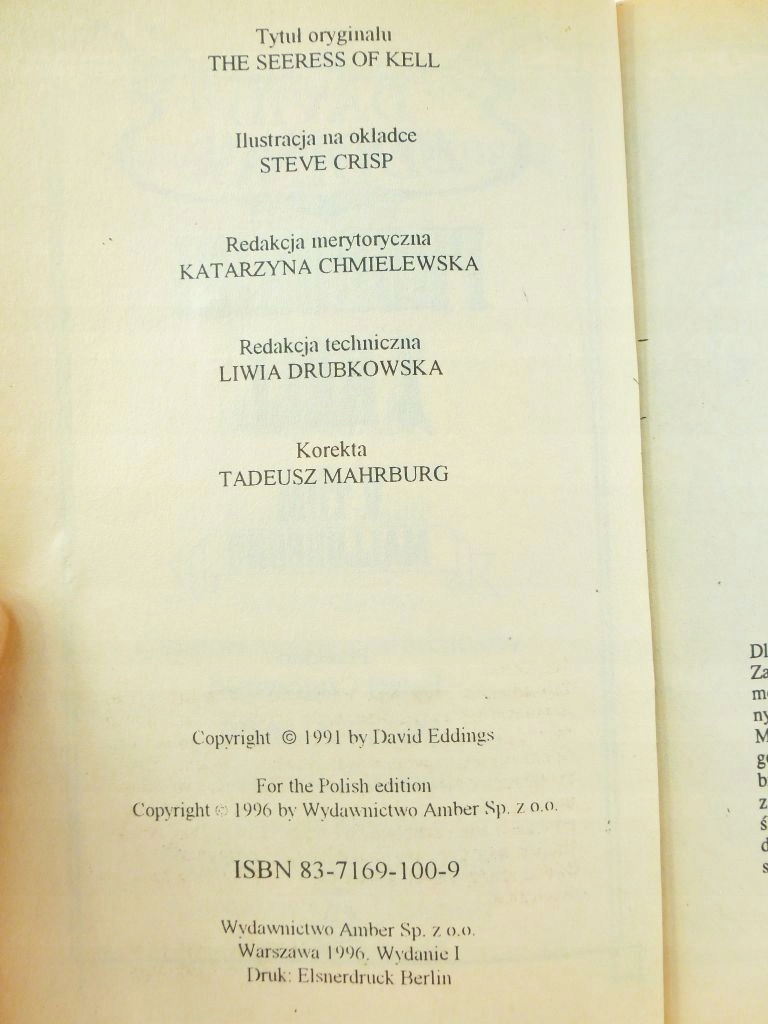 Tytuł oryginału
THE SEERESS OF KELL
Ilustracja na okładce
STEVE CRISP
Redakcja merytoryczna
KATARZYNA CHMIELEWSKA
Redakcja techniczna
LIWIA DRUBKOWSKA
Korekta
TADEUSZ MAHRBURG
Copyright © 1991 by David Eddings
For the Polish edition
Copyright © 1996 by Wydawnictwo Amber Sp. z o.o.
ISBN 83-7169-100-9
Wydawnictwo Amber Sp. z o.o.
Warszawa 1996. Wydanie I
Druk: Elsnerdruck Berlin